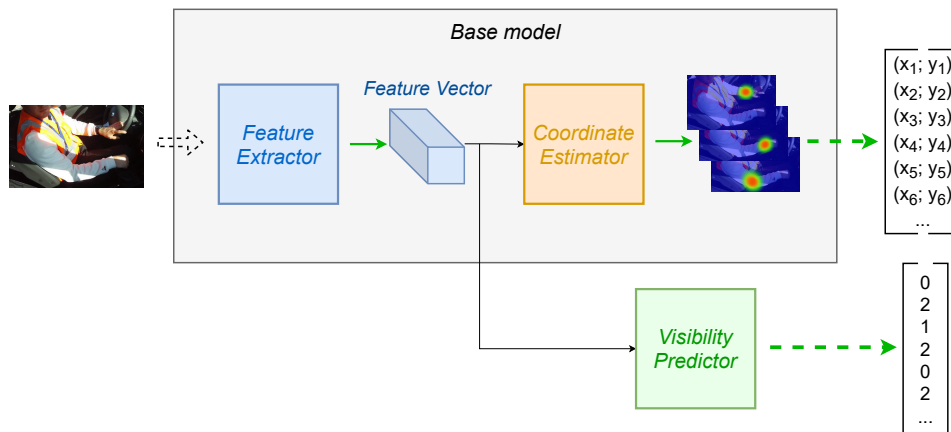 Base model
Feature
Extractor
Feature Vector
Coordinate
Estimator
(x₁; y₁)
(x₂; y₂)
(x₃; y₃)
(x₄; y₄)
(x₅; y₅)
(x₆; y₆)
...
Visibility
Predictor
0
2
1
2
0
2
...